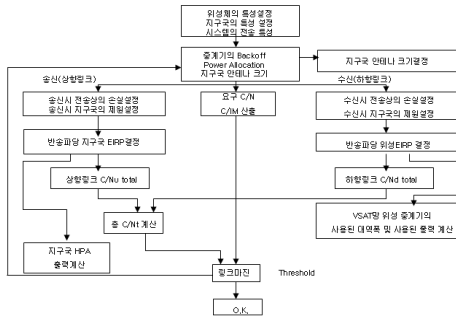 위성체의 특성설정
지구국의 특성 설정
시스템의 전송 특성
중계기의 Backoff
Power Allocation
지구국 안테나 크기
지구국 안테나 크기결정
송신(상향링크)
수신(하향링크)
송신시 전송상의 손실설정
송신시 지구국의 제원설정
요구 C/N
C/IM 산출
수신시 전송상의 손실설정
수신시 지구국의 제원설정
반송파당 지구국 EIRP결정
반송파당 위성EIRP 결정
상향링크 C/Nu total
하향링크 C/Nd total
총 C/Nt 계산
VSAT망 위성 중계기의
사용된 대역폭 및 사용된 출력 계산
지구국 HPA
출력계산
링크마진
Threshold
O,K,